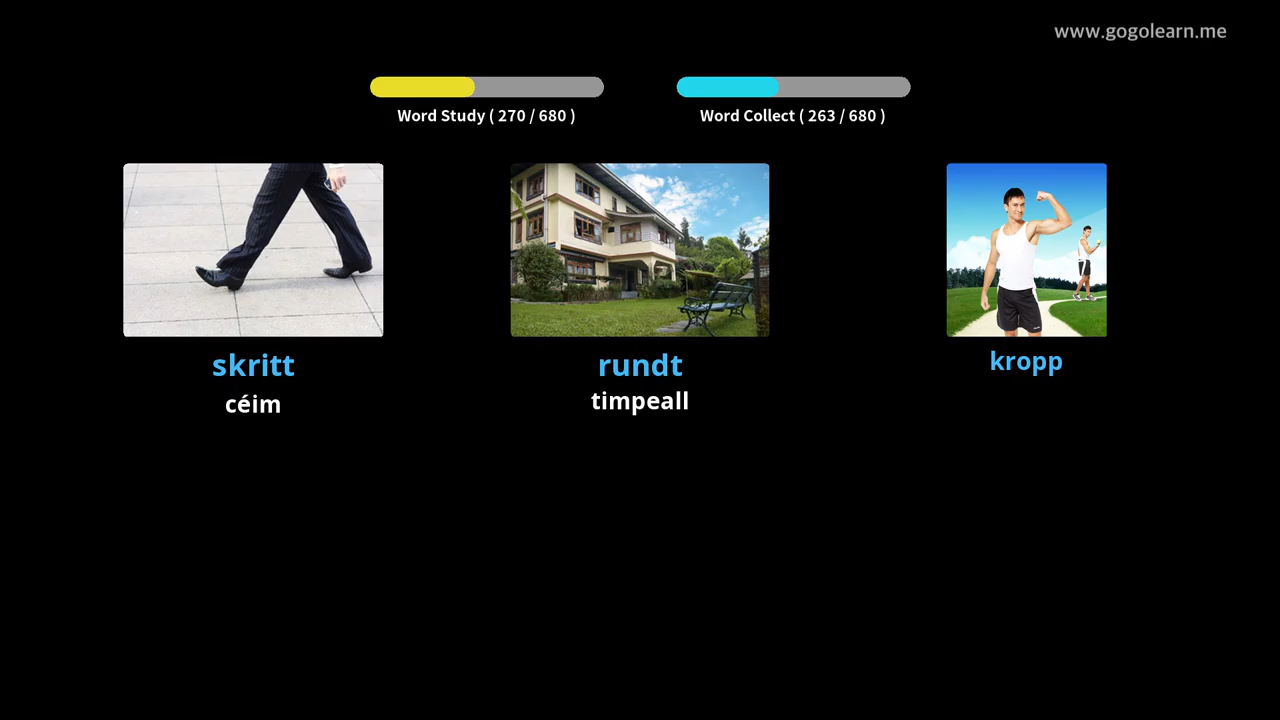 www.gogolearn.me
Word Study ( 270 / 680 )
Word Collect ( 263 / 680 )
skritt
céim
rundt
timpeall
kropp